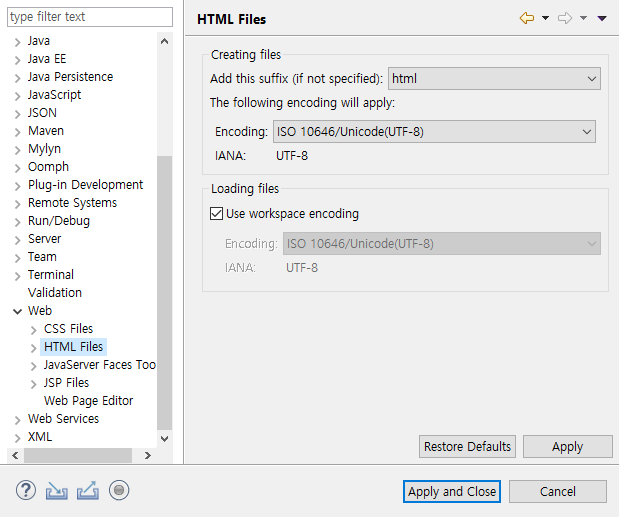 type filter text
Java
Java EE
Java Persistence
JavaScript
JSON
Maven
Mylyn
Oomph
Plug-in Development
Remote Systems
Run/Debug
Server
Team
Terminal
Validation
Web
CSS Files
HTML Files
JavaServer Faces Too
JSP Files
Web Page Editor
Web Services
XML
HTML Files
Creating files
Add this suffix (if not specified): html
The following encoding will apply:
Encoding: ISO 10646/Unicode(UTF-8)
IANA: UTF-8
Loading files
Use workspace encoding
Encoding: ISO 10646/Unicode(UTF-8)
IANA: UTF-8
Restore Defaults Apply
? Apply and Close Cancel